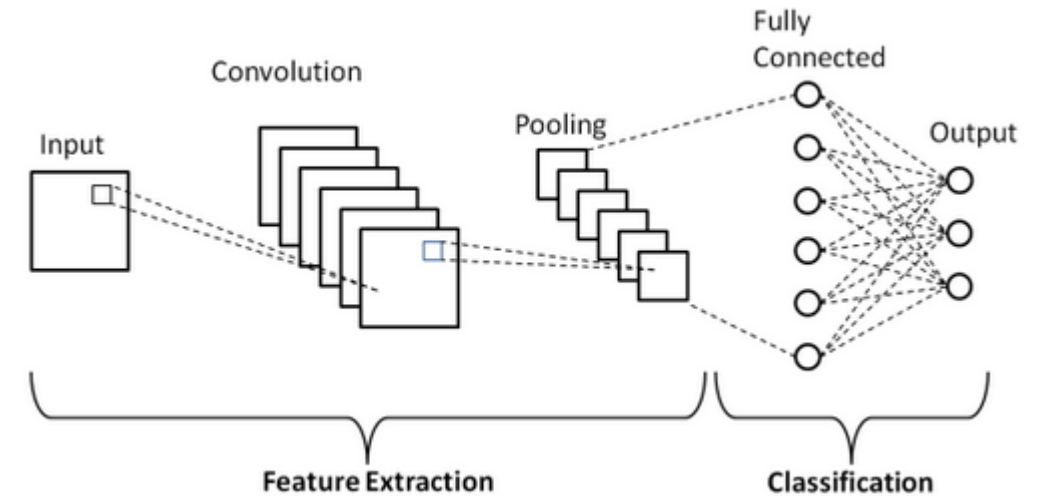 Input
Convolution
Pooling
Fully
Connected
Output
Feature Extraction
Classification